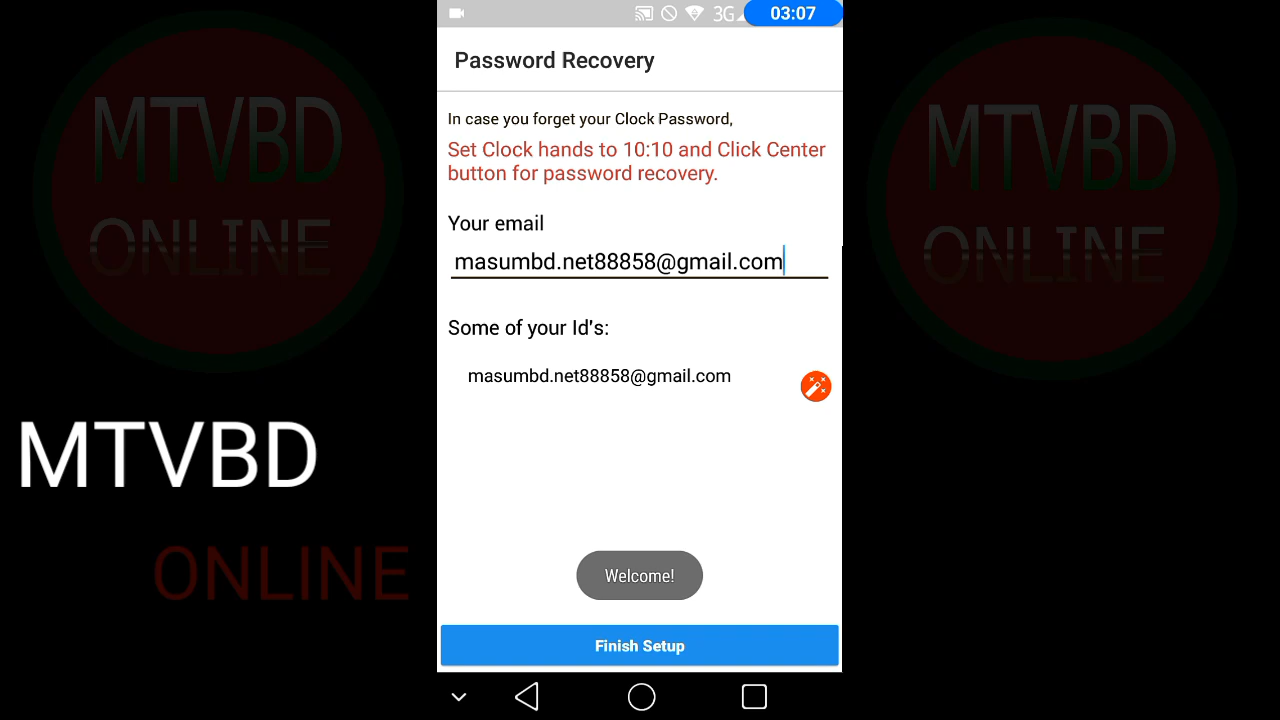 MTVBD
ONLINE
MTVBD
ONLINE
3G
03:07
Password Recovery
In case you forget your Clock Password,
Set Clock hands to 10:10 and Click Center
button for password recovery.
Your email
masumbd.net88858@gmail.com
Some of your Id's:
masumbd.net88858@gmail.com
Welcome!
Finish Setup
MTVBD
ONLINE